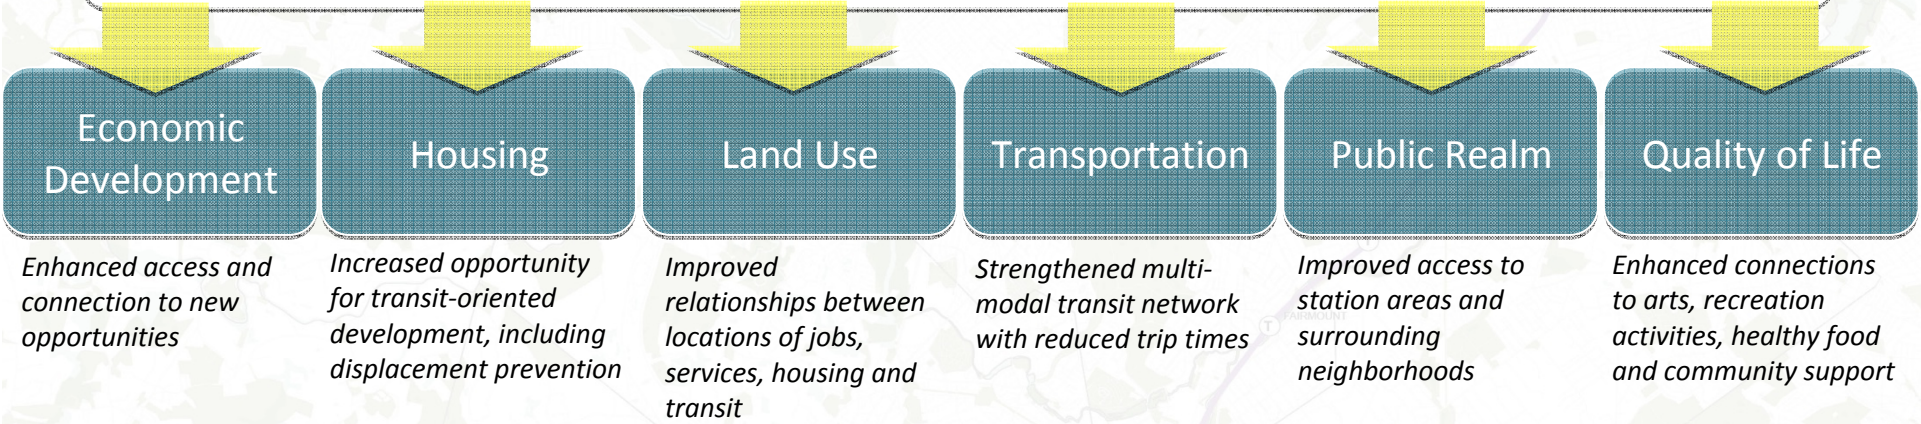 Economic
Development
Housing
Land Use
Transportation
Public Realm
Quality of Life
Enhanced access and
connection to new
opportunities
Increased opportunity
for transit-oriented
development, including
displacement prevention
Improved
relationships between
locations of jobs,
services, housing and
transit
Strengthened multi-
modal transit network
with reduced trip times
Improved access to
station areas and
surrounding
neighborhoods
Enhanced connections
to arts, recreation
activities, healthy food
and community support
T
FAIRMOUNT